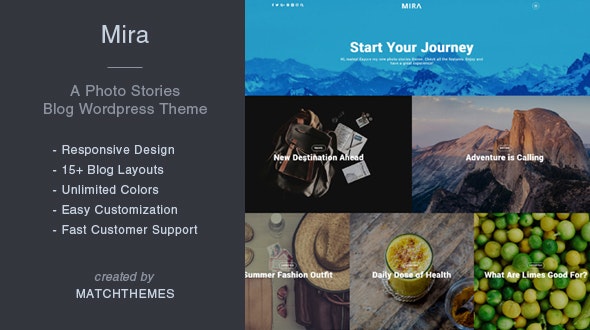 Mira
A Photo Stories
Blog Wordpress Theme
- Responsive Design
- 15+ Blog Layouts
- Unlimited Colors
- Easy Customization
- Fast Customer Support
created by
MATCHTHEMES
MIRA
Start Your Journey
New Destination Ahead
Adventure is Calling
Summer Fashion Outfit
Daily Dose of Health
What Are Limes Good For?